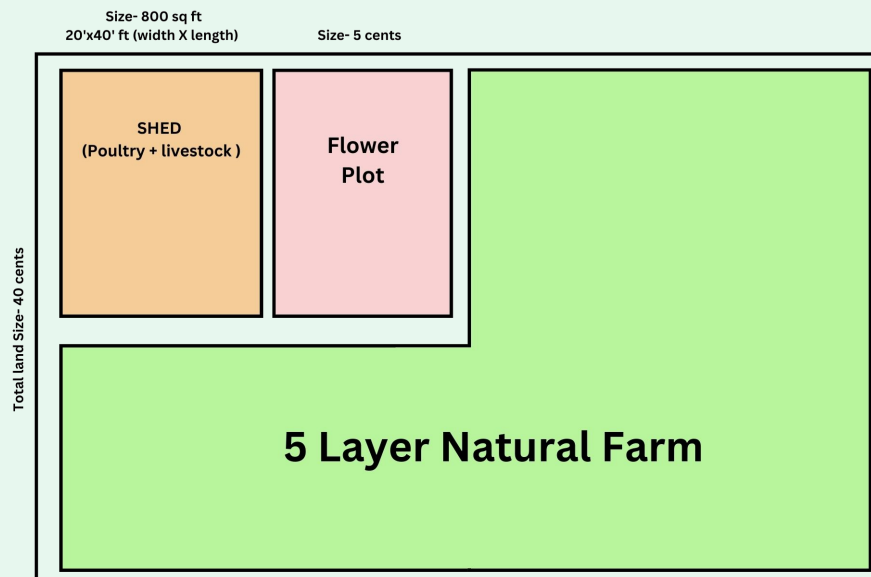 Size- 800 sq ft
20'x40' ft (width X length)
Size- 5 cents
SHED
(Poultry + livestock )
Flower
Plot
Total land Size- 40 cents
5 Layer Natural Farm